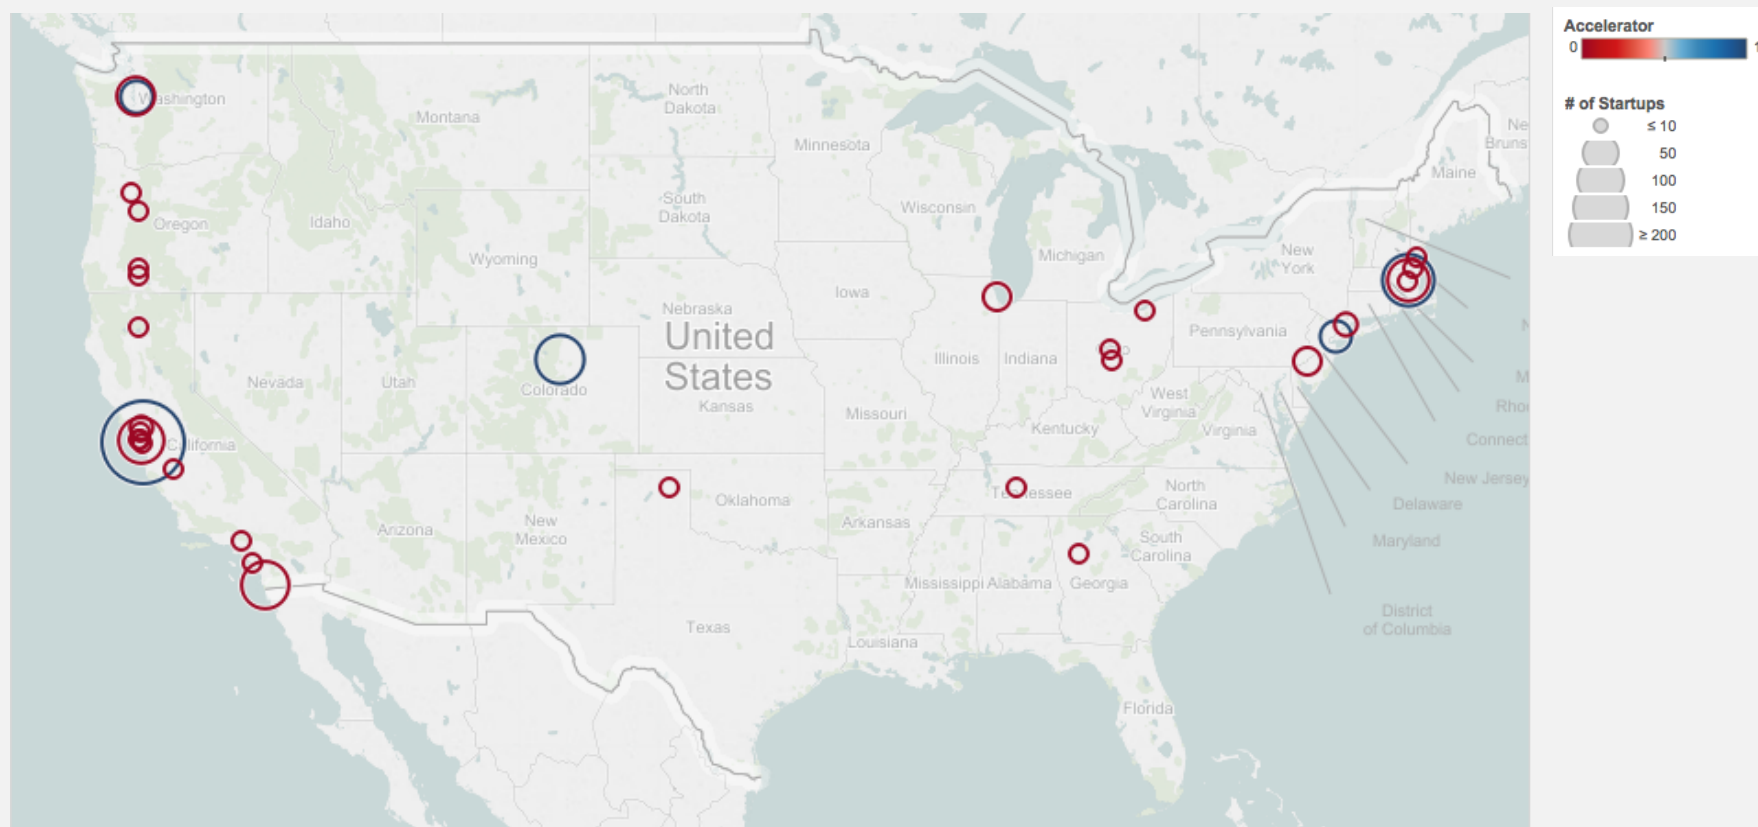 Accelerator
0
1
# of Startups
≤ 10
50
100
150
≥ 200
Washington
Montana
North
Dakota
Minnesota
Maine
Oregon
Idaho
South
Dakota
Wisconsin
Michigan
New
York
Wyoming
Iowa
Nebraska
United
States
Illinois
Indiana
Pennsylvania
Nevada
Utah
Colorado
Kansas
Missouri
West
Virginia
Rho
Kentucky
Virginia
Connect
California
New Jersey
Delaware
Oklahoma
Tennessee
North
Carolina
Arizona
New
Mexico
Arkansas
South
Carolina
Maryland
Mississippi
Alabama
Georgia
District
of Columbia
Texas
Louisiana
Florida